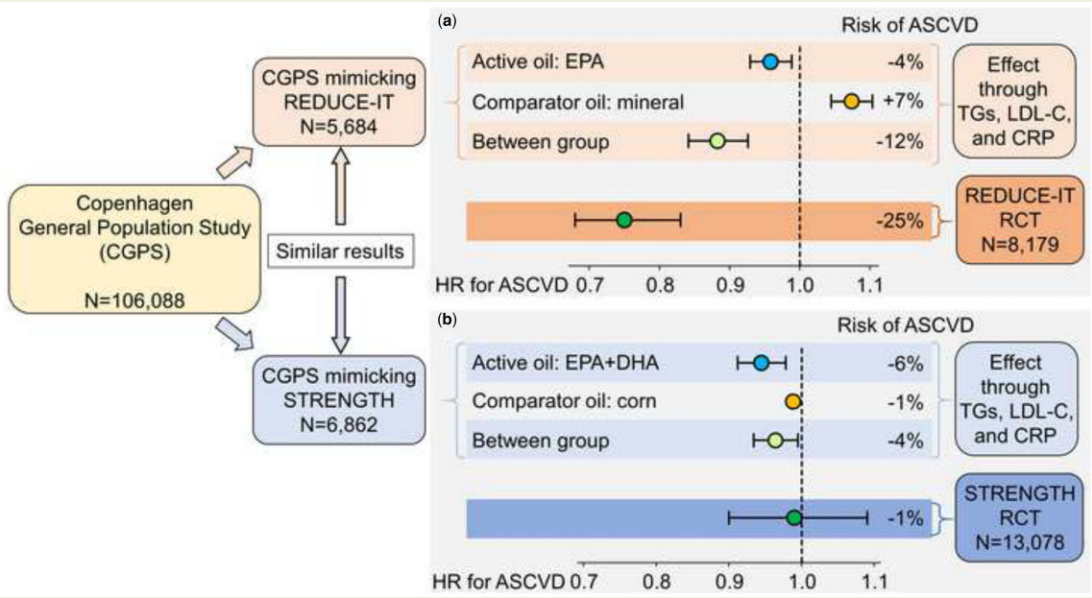 Copenhagen
General Population Study
(CGPS)
N=106,088
CGPS mimicking
REDUCE-IT
N=5,684
Similar results
CGPS mimicking
STRENGTH
N=6,862
(a)
Risk of ASCVD
Active oil: EPA -4%
Comparator oil: mineral +7%
Between group -12%
Effect
through
TGs, LDL-C,
and CRP
-25%
REDUCE-IT
RCT
N=8,179
HR for ASCVD 0.7 0.8 0.9 1.0 1.1
(b)
Risk of ASCVD
Active oil: EPA+DHA -6%
Comparator oil: corn -1%
Between group -4%
Effect
through
TGs, LDL-C,
and CRP
-1%
STRENGTH
RCT
N=13,078
HR for ASCVD 0.7 0.8 0.9 1.0 1.1